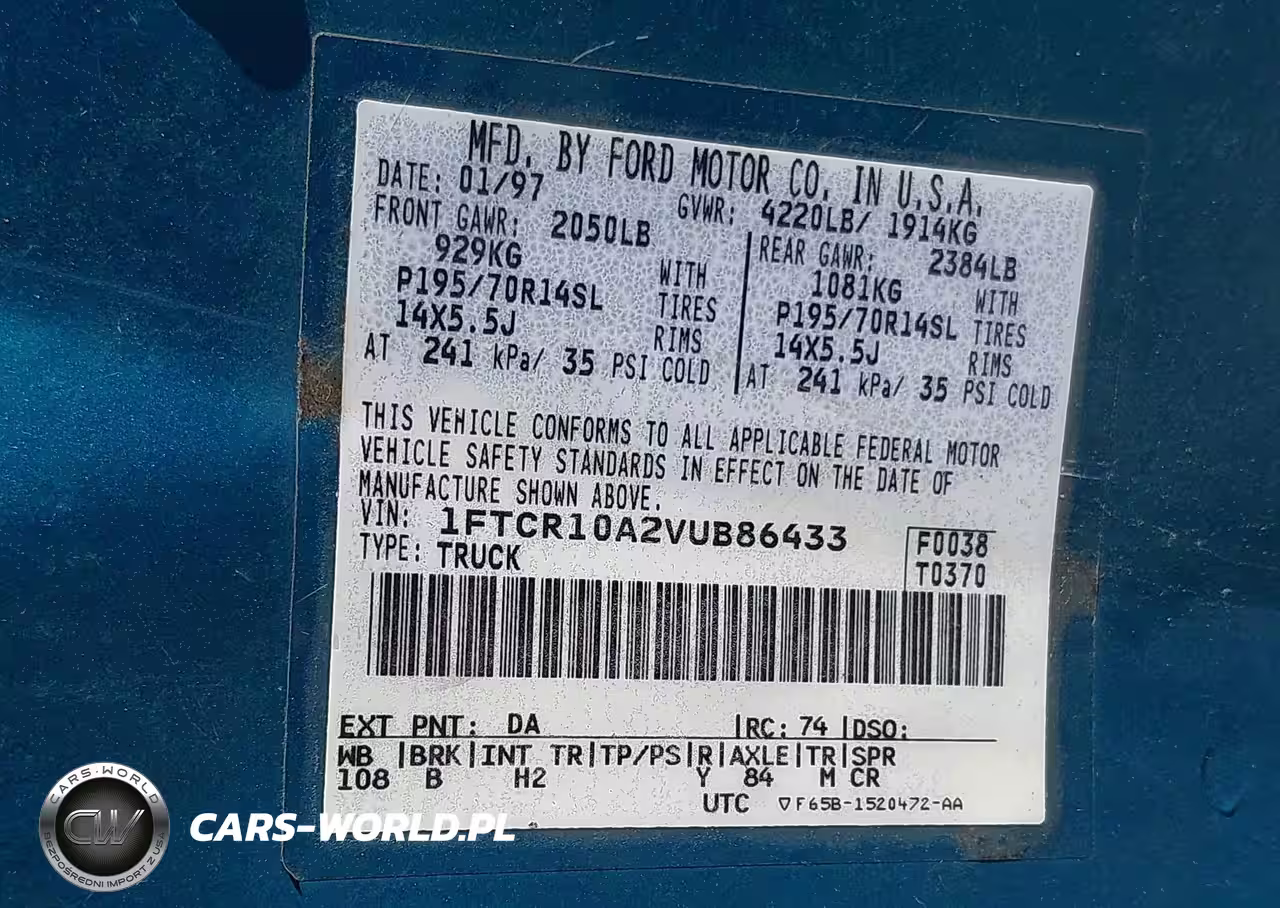 MFD. BY FORD MOTOR CO. IN U.S.A.
DATE: 01/97 GVWR: 4220LB/ 1914KG
FRONT GAWR: 2050LB
929KG WITH
P195/70R14SL TIRES
14X5.5J RIMS
AT 241 kPa/ 35 PSI COLD
REAR GAWR: 2384LB
1081KG WITH
P195/70R14SL TIRES
14X5.5J RIMS
AT 241 kPa/ 35 PSI COLD
THIS VEHICLE CONFORMS TO ALL APPLICABLE FEDERAL MOTOR
VEHICLE SAFETY STANDARDS IN EFFECT ON THE DATE OF
MANUFACTURE SHOWN ABOVE.
VIN: 1FTCR10A2VUB86433
TYPE: TRUCK
F0038
T0370
EXT PNT: DA RC: 74 DSO:
WB BRK INT TR TP/PS R AXLE TR SPR
108 B H2 Y 84 M CR
UTC ▽F65B-1520472-AA
CARS-WORLD
CW
BEZPOŚREDNI IMPORT Z USA
CARS-WORLD.PL